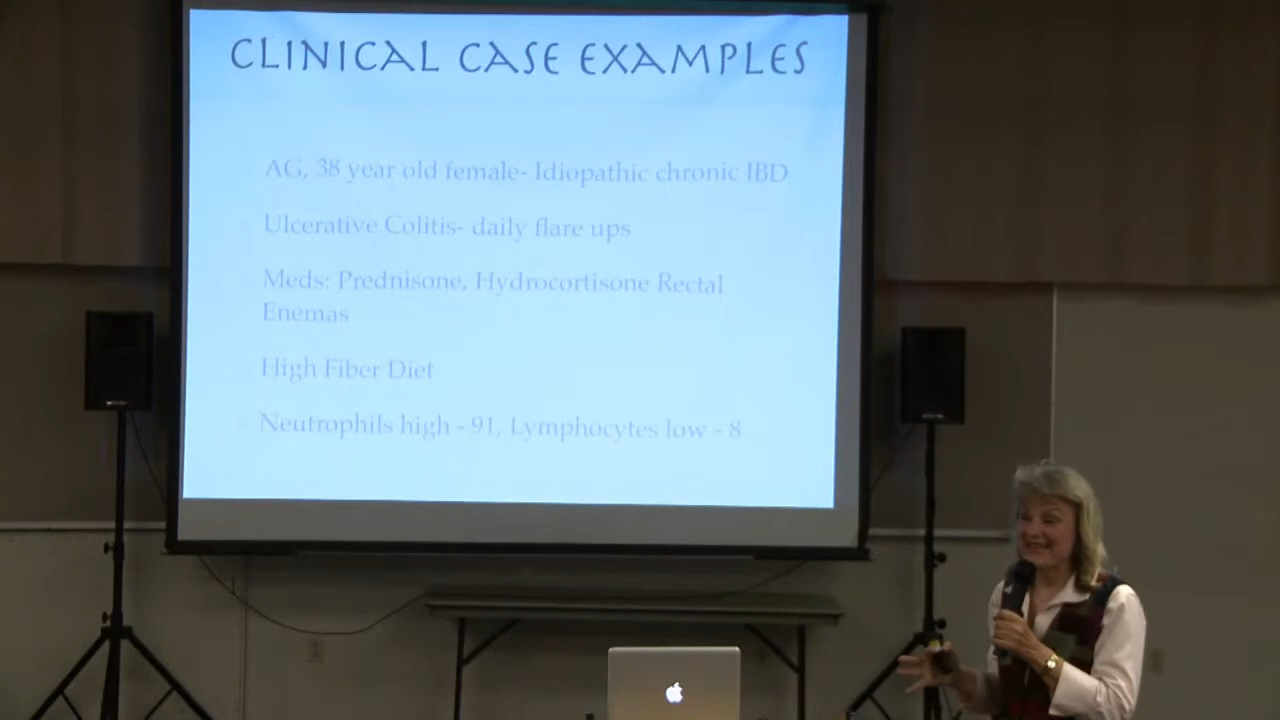 CLINICAL CASE EXAMPLES
AG, 38 year old female- Idiopathic chronic IBD
Ulcerative Colitis- daily flare ups
Meds: Prednisone, Hydrocortisone Rectal
Enemas
High Fiber Diet
Neutrophils high - 91, Lymphocytes low - 8